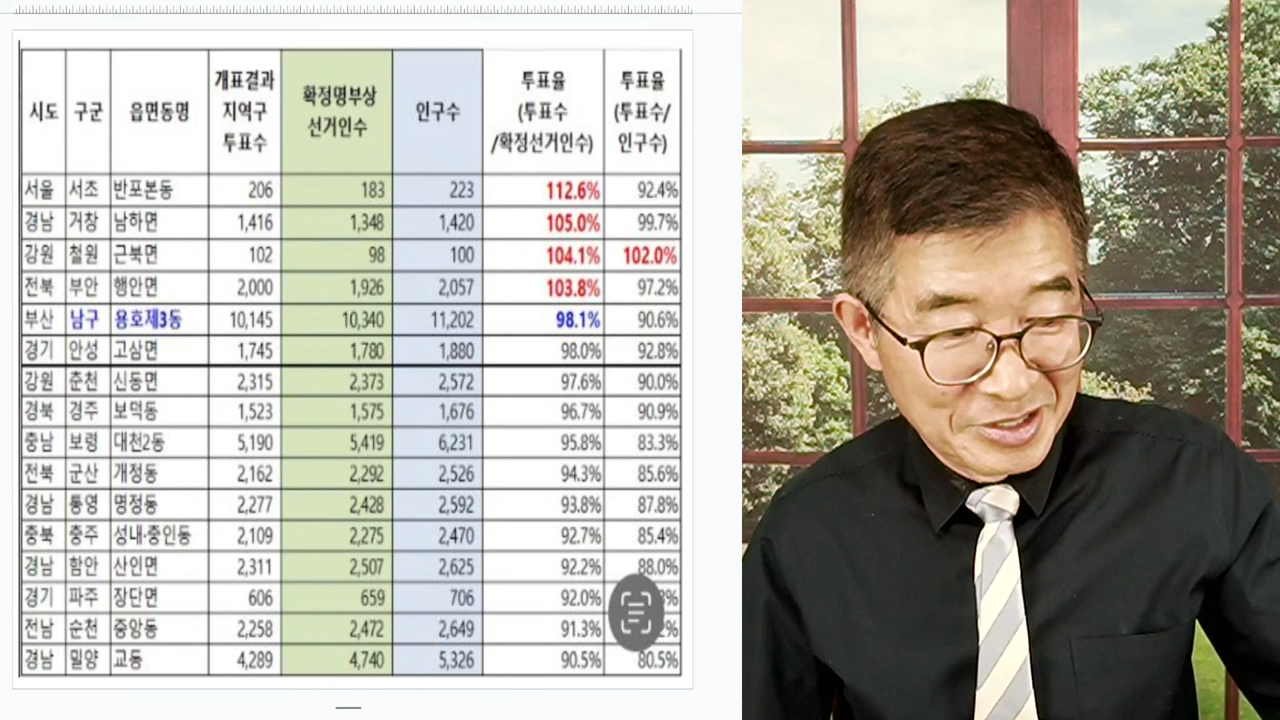 시도 구군 읍면동명 개표결과 지역구 투표수 확정명부상 선거인수 인구수 투표율 (투표수 /확정선거인수) 투표율 (투표수/ 인구수)
서울 서초 반포본동 206 183 223 112.6% 92.4%
경남 거창 남하면 1,416 1,348 1,420 105.0% 99.7%
강원 철원 근북면 102 98 100 104.1% 102.0%
전북 부안 행안면 2,000 1,926 2,057 103.8% 97.2%
부산 남구 용호제3동 10,145 10,340 11,202 98.1% 90.6%
경기 안성 고삼면 1,745 1,780 1,880 98.0% 92.8%
강원 춘천 신동면 2,315 2,373 2,572 97.6% 90.0%
경북 경주 보덕동 1,523 1,575 1,676 96.7% 90.9%
충남 보령 대천2동 5,190 5,419 6,231 95.8% 83.3%
전북 군산 개정동 2,162 2,292 2,526 94.3% 85.6%
경남 통영 명정동 2,277 2,428 2,592 93.8% 87.8%
충북 충주 성내·충인동 2,109 2,275 2,470 92.7% 85.4%
경남 함안 산인면 2,311 2,507 2,625 92.2% 88.0%
경기 파주 장단면 606 659 706 92.0%
전남 순천 중앙동 2,258 2,472 2,649 91.3%
경남 밀양 교동 4,289 4,740 5,326 90.5% 80.5%